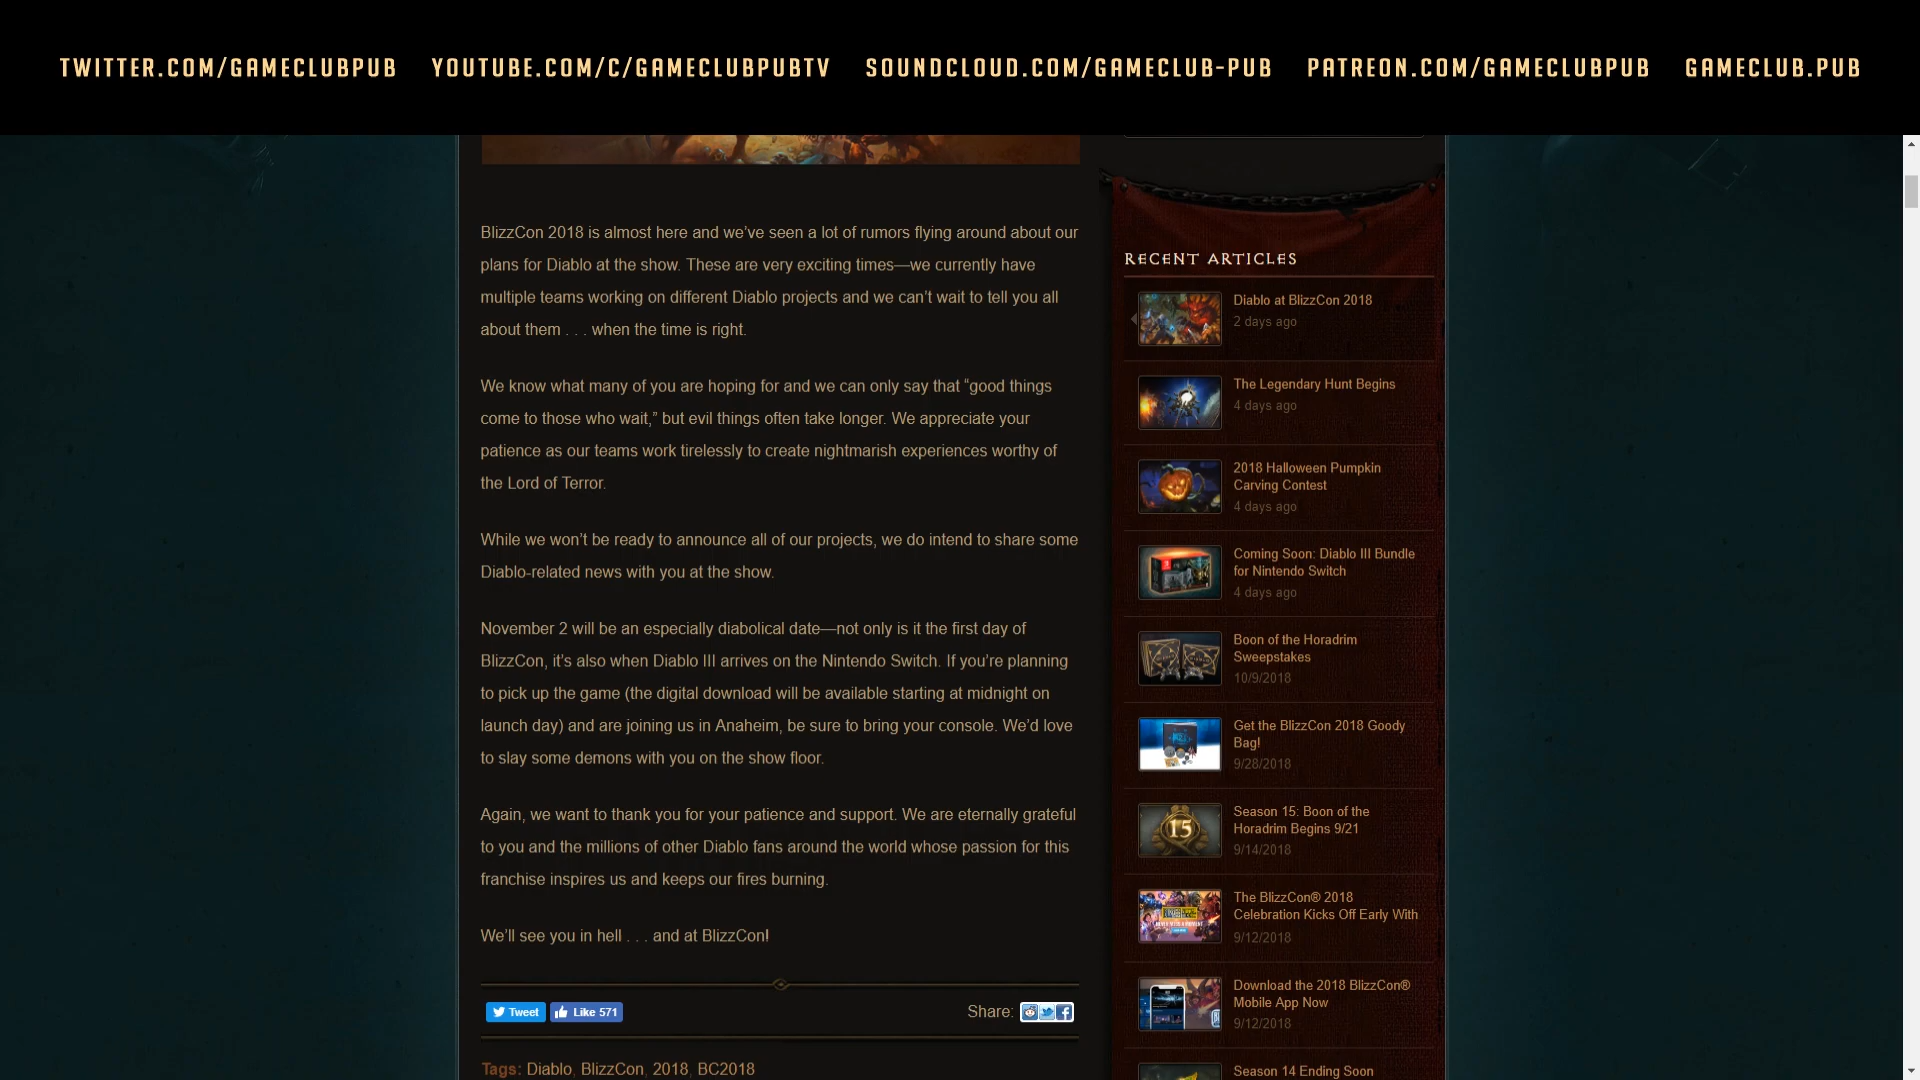 TWITTER.COM/GAMECLUBPUB YOUTUBE.COM/C/GAMECLUBPUBTV SOUNDCLOUD.COM/GAMECLUB-PUB PATREON.COM/GAMECLUBPUB GAMECLUB.PUB
BlizzCon 2018 is almost here and we’ve seen a lot of rumors flying around about our
plans for Diablo at the show. These are very exciting times—we currently have
multiple teams working on different Diablo projects and we can’t wait to tell you all
about them . . . when the time is right.
We know what many of you are hoping for and we can only say that “good things
come to those who wait,” but evil things often take longer. We appreciate your
patience as our teams work tirelessly to create nightmarish experiences worthy of
the Lord of Terror.
While we won’t be ready to announce all of our projects, we do intend to share some
Diablo-related news with you at the show.
November 2 will be an especially diabolical date—not only is it the first day of
BlizzCon, it’s also when Diablo III arrives on the Nintendo Switch. If you’re planning
to pick up the game (the digital download will be available starting at midnight on
launch day) and are joining us in Anaheim, be sure to bring your console. We’d love
to slay some demons with you on the show floor.
Again, we want to thank you for your patience and support. We are eternally grateful
to you and the millions of other Diablo fans around the world whose passion for this
franchise inspires us and keeps our fires burning.
We’ll see you in hell . . . and at BlizzCon!
Tweet Like 571 Share:
Tags: Diablo, BlizzCon, 2018, BC2018
RECENT ARTICLES
Diablo at BlizzCon 2018
2 days ago
The Legendary Hunt Begins
4 days ago
2018 Halloween Pumpkin
Carving Contest
4 days ago
Coming Soon: Diablo III Bundle
for Nintendo Switch
4 days ago
Boon of the Horadrim
Sweepstakes
10/9/2018
Get the BlizzCon 2018 Goody
Bag!
9/28/2018
15
Season 15: Boon of the
Horadrim Begins 9/21
9/14/2018
The BlizzCon® 2018
Celebration Kicks Off Early With
9/12/2018
Download the 2018 BlizzCon®
Mobile App Now
9/12/2018
Season 14 Ending Soon